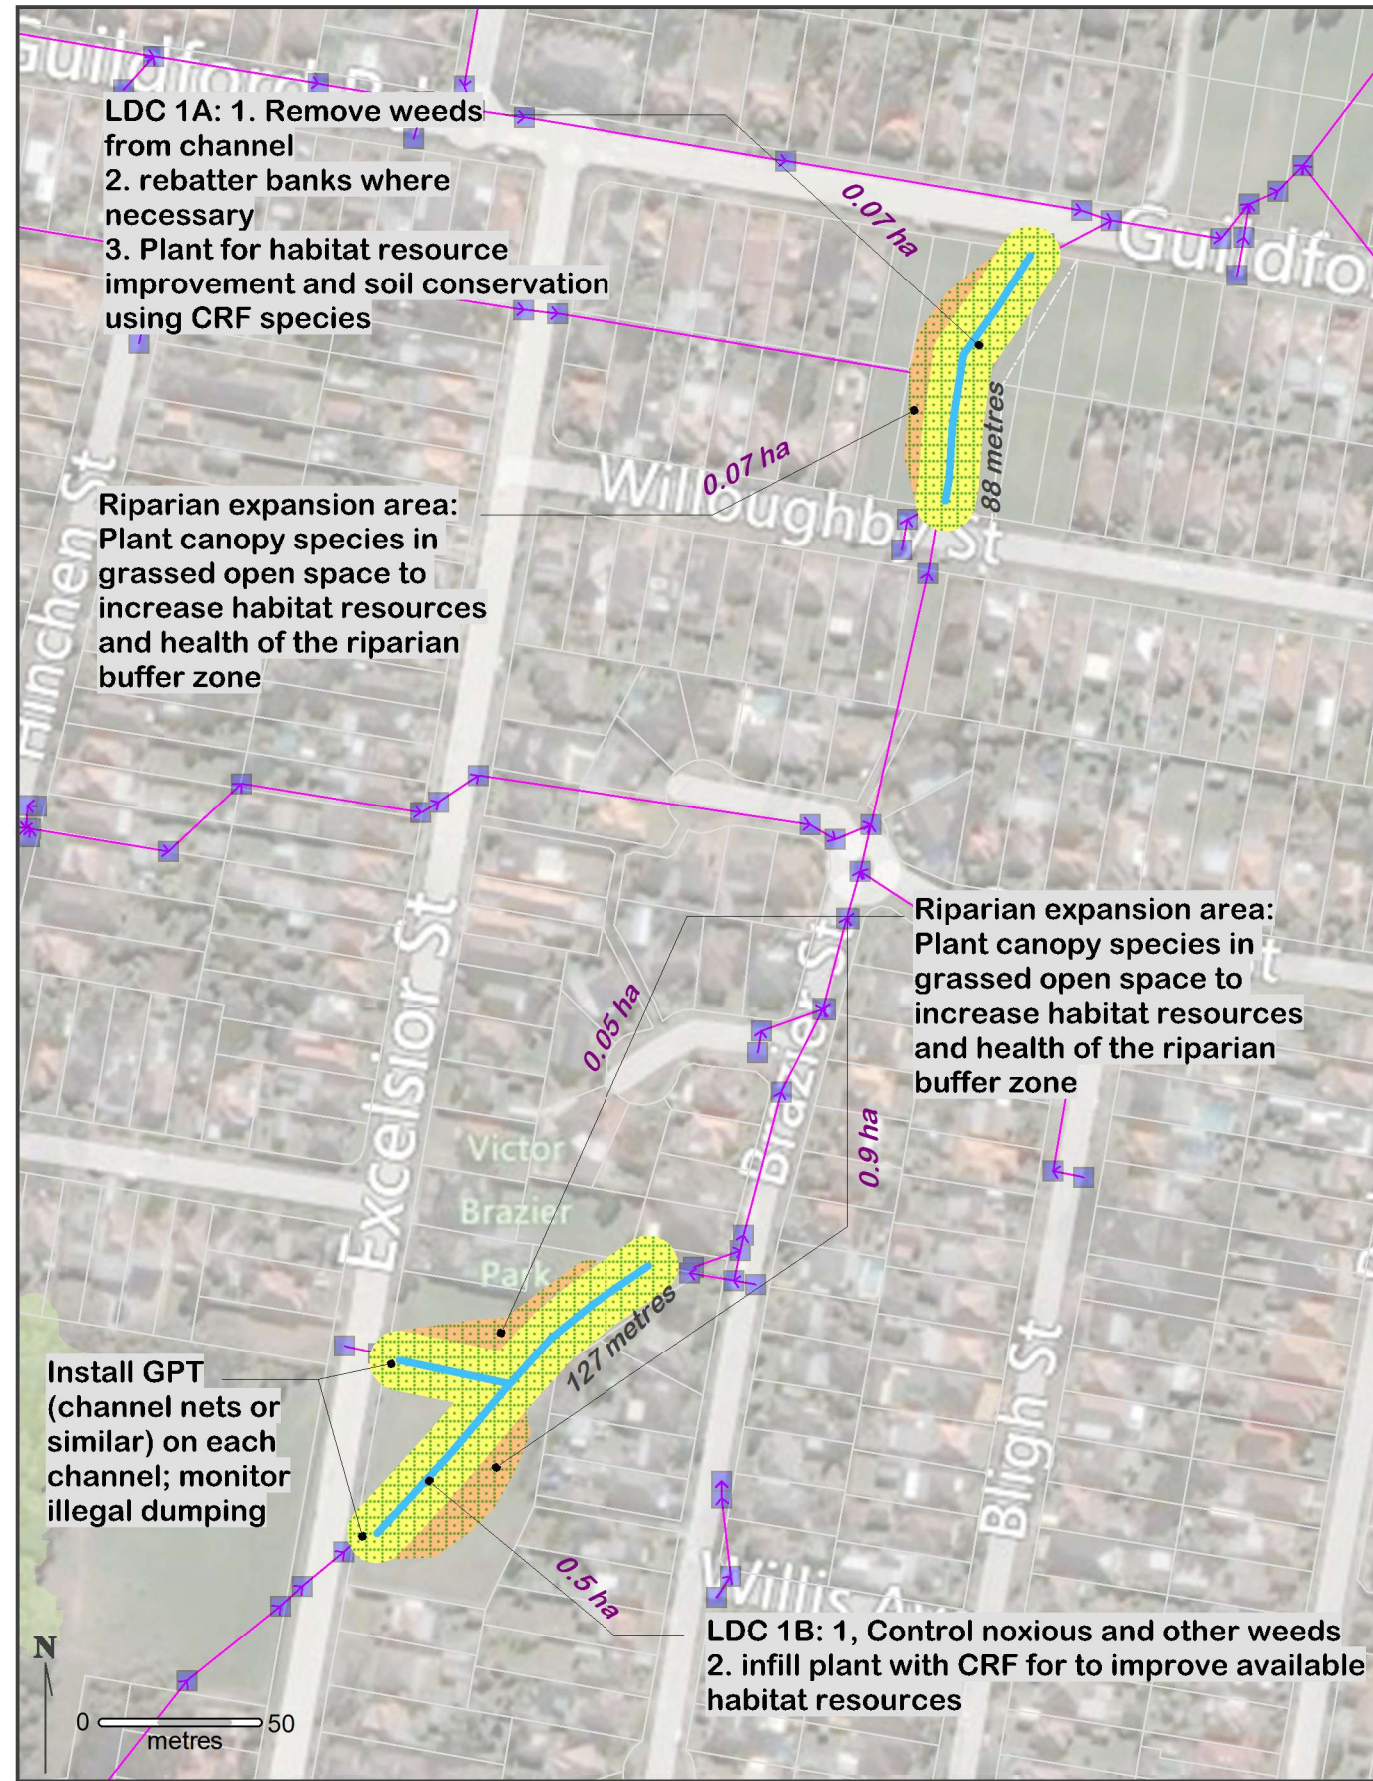 Guildford R
LDC 1A: 1. Remove weeds
from channel
2. rebatter banks where
necessary
3. Plant for habitat resource
improvement and soil conservation
using CRF species
0.07 ha
Guildfo
88 metres
0.07 ha
Willoughby St
Hinchen St
Riparian expansion area:
Plant canopy species in
grassed open space to
increase habitat resources
and health of the riparian
buffer zone
Excelsior St
Riparian expansion area:
Plant canopy species in
grassed open space to
increase habitat resources
and health of the riparian
buffer zone
t
0.05 ha
Brazier St
0.9 ha
Victor
Brazier
Park
127 metres
Install GPT
(channel nets or
similar) on each
channel; monitor
illegal dumping
Bligh St
0.5 ha
Willis Av
LDC 1B: 1, Control noxious and other weeds
2. infill plant with CRF for to improve available
habitat resources
N
0 50
metres